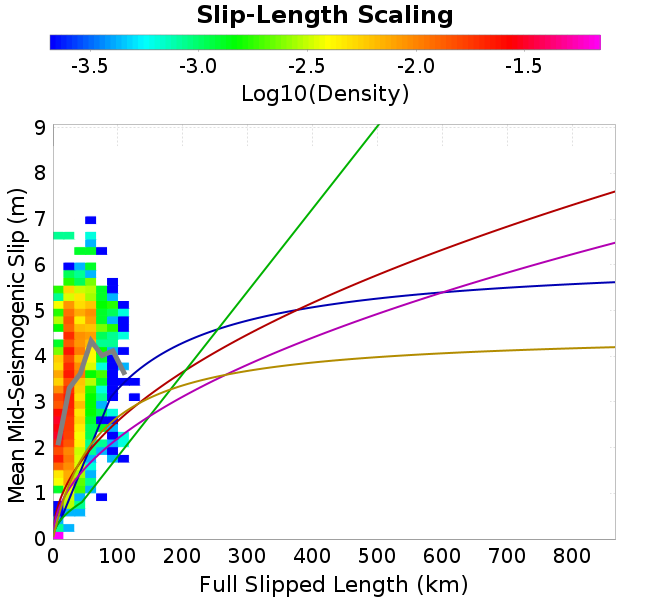 Slip-Length Scaling
-3.5 -3.0 -2.5 -2.0 -1.5
Log10(Density)
9
8
7
6
5
4
3
2
1
0
Mean Mid-Seismogenic Slip (m)
0 100 200 300 400 500 600 700 800
Full Slipped Length (km)